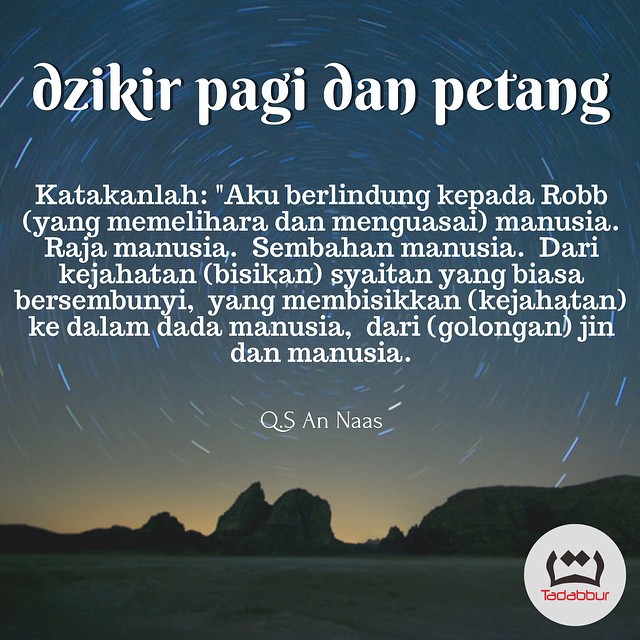 dzikir pagi dan petang
Katakanlah: "Aku berlindung kepada Robb
(yang memelihara dan menguasai) manusia.
Raja manusia. Sembahan manusia. Dari
kejahatan (bisikan) syaitan yang biasa
bersembunyi, yang membisikkan (kejahatan)
ke dalam dada manusia, dari (golongan) jin
dan manusia.
Q.S An Naas
Tadabbur